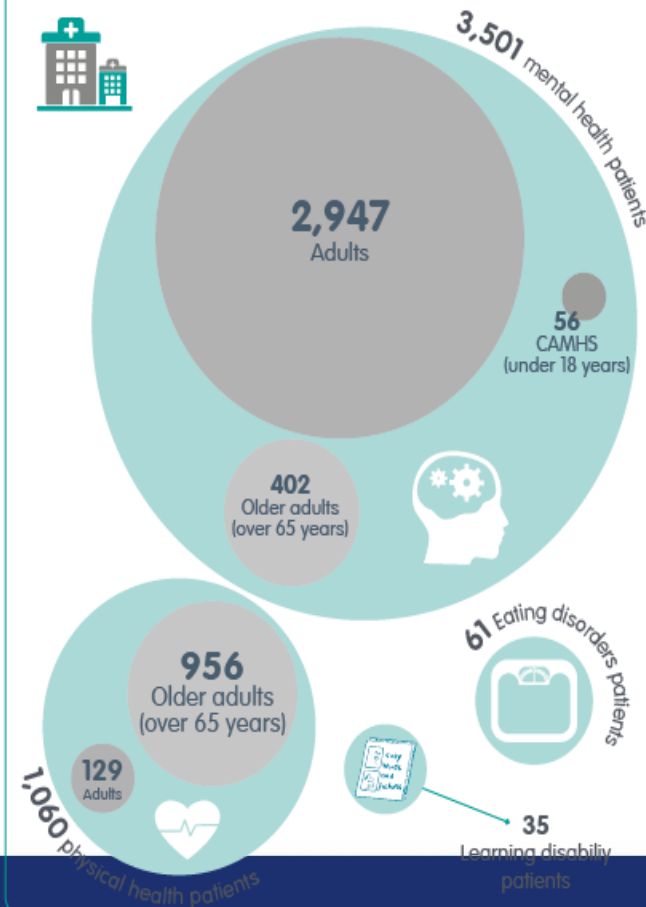 3,501 mental health patients
2,947
Adults
56
CAMHS
(under 18 years)
402
Older adults
(over 65 years)
61 Eating disorders patients
956
Older adults
(over 65 years)
129
Adults
1,060 physical health patients
35
Learning disability
patients